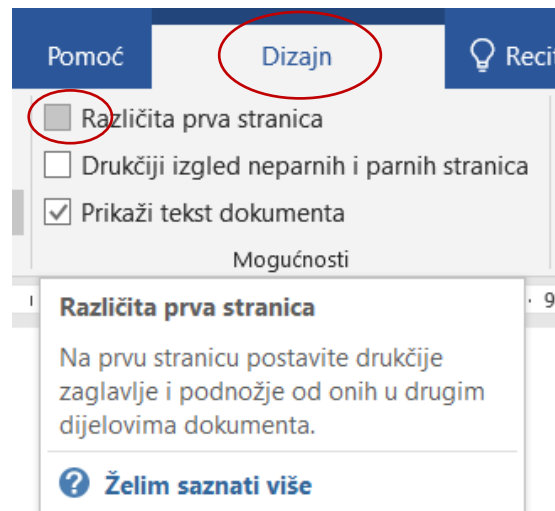 Pomoć Dizajn Reci
Različita prva stranica
Drukčiji izgled neparnih i parnih stranica
Prikaži tekst dokumenta
Mogućnosti
9
Različita prva stranica
Na prvu stranicu postavite drukčije
zaglavlje i podnožje od onih u drugim
dijelovima dokumenta.
Želim saznati više